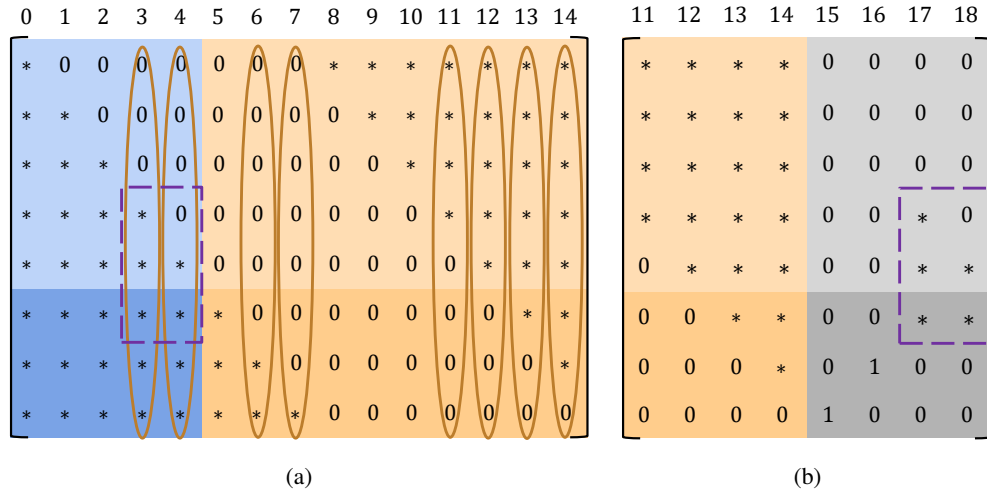 0 1 2 3 4 5 6 7 8 9 10 11 12 13 14 11 12 13 14 15 16 17 18
* 0 0 0 0 0 0 0 * * * * * * * * * * * 0 0 0 0
* * 0 0 0 0 0 0 0 * * * * * * * * * * 0 0 0 0
* * * 0 0 0 0 0 0 0 * * * * * * * * * 0 0 0 0
* * * * 0 0 0 0 0 0 0 * * * * * * * * 0 0 * 0
* * * * * 0 0 0 0 0 0 0 * * * 0 * * * 0 0 * *
* * * * * * 0 0 0 0 0 0 0 * * 0 0 * * 0 0 * *
* * * * * * * 0 0 0 0 0 0 0 * 0 0 0 * 0 1 0 0
* * * * * * * * 0 0 0 0 0 0 0 0 0 0 0 1 0 0 0
(a) (b)